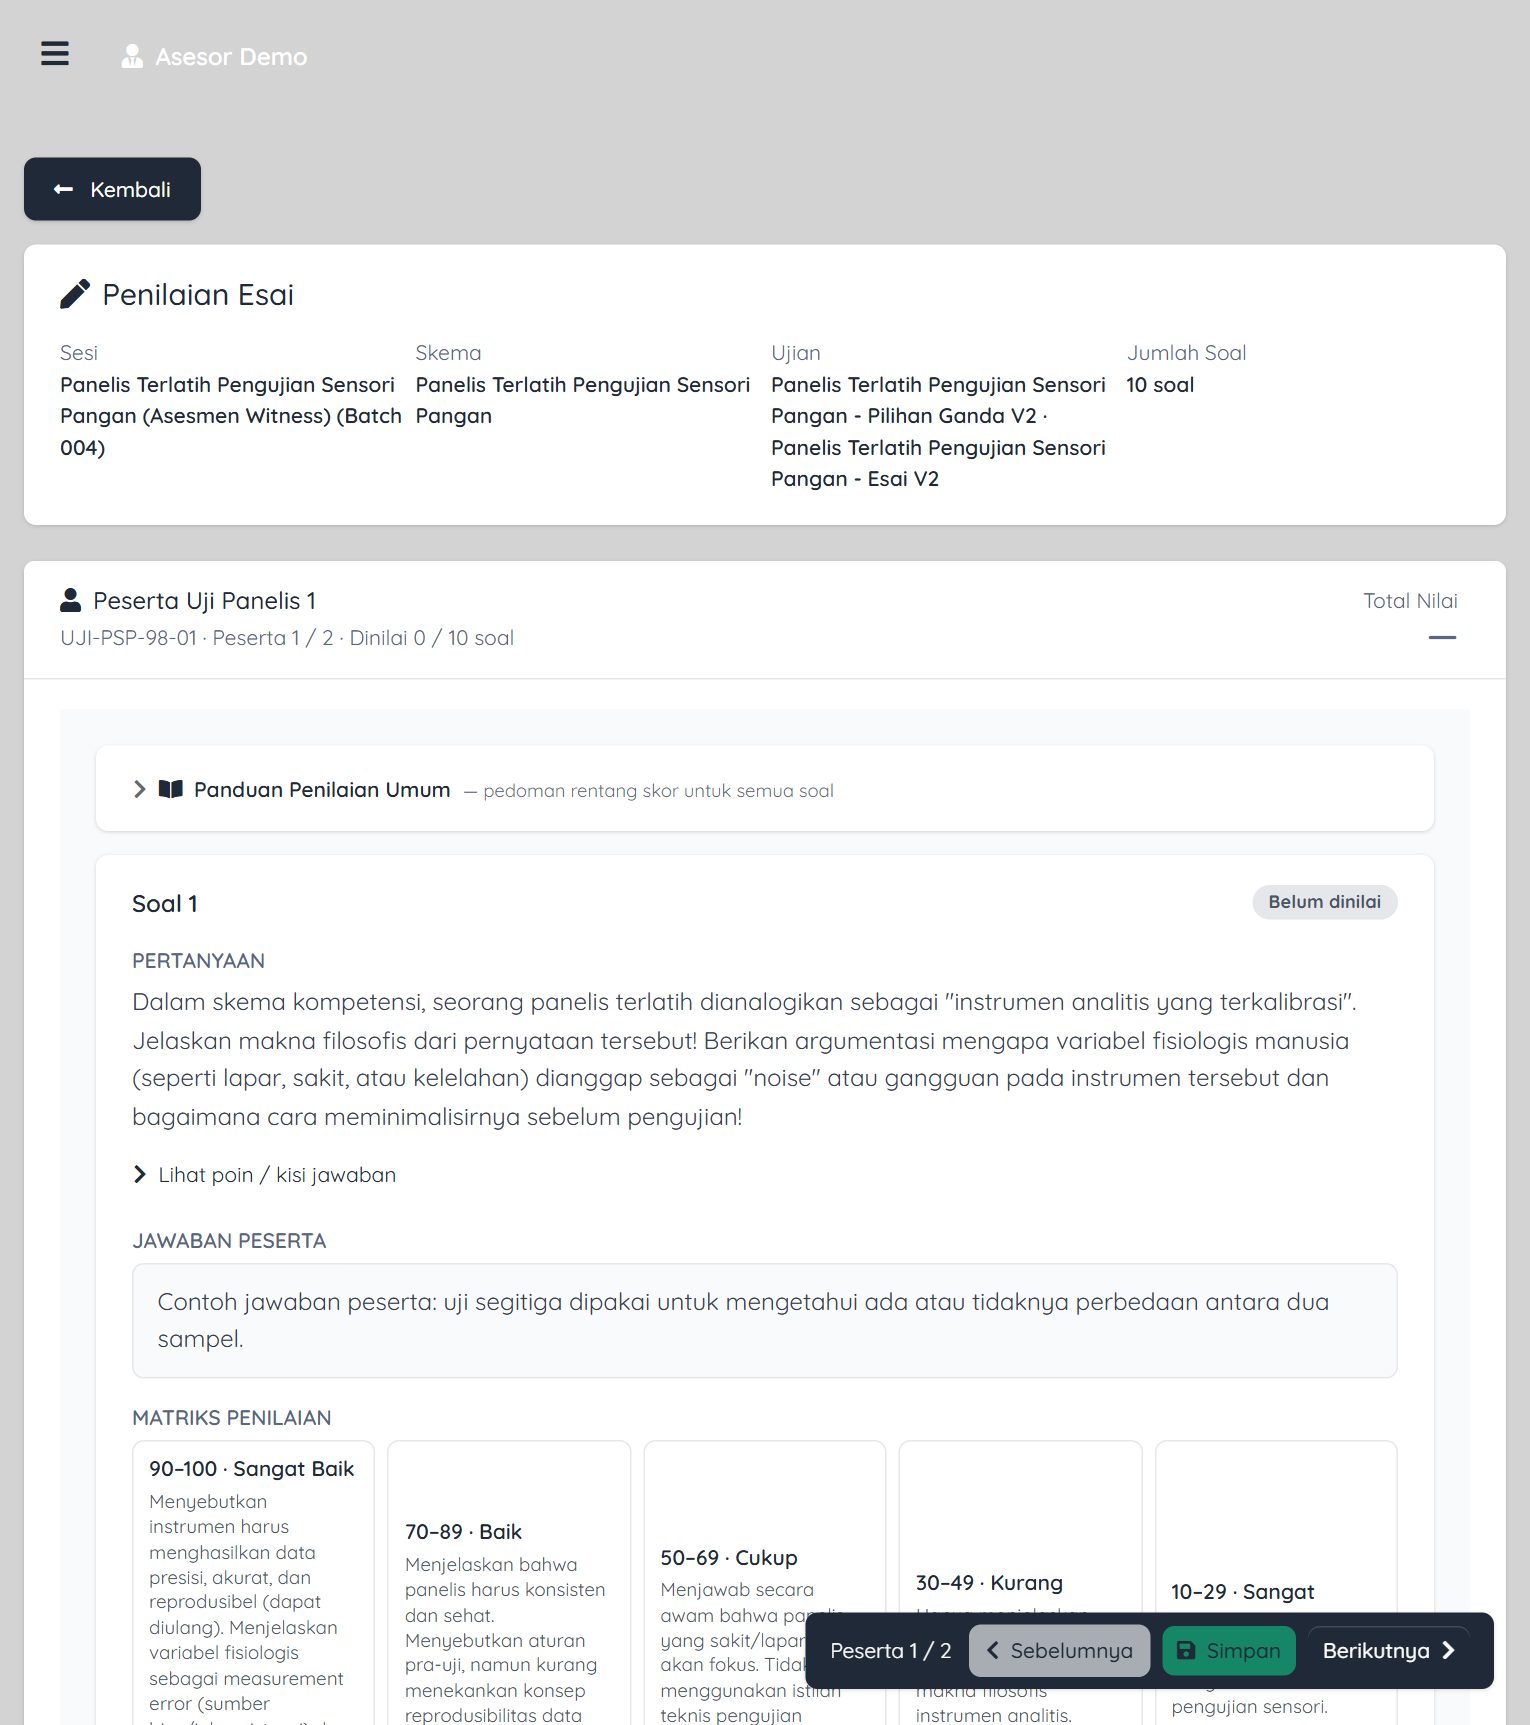 Asesor Demo
Kembali
Penilaian Esai
Sesi
Panelis Terlatih Pengujian Sensori
Pangan (Asesmen Witness) (Batch
004)
Skema
Panelis Terlatih Pengujian Sensori
Pangan
Ujian
Panelis Terlatih Pengujian Sensori
Pangan - Pilihan Ganda V2 ·
Panelis Terlatih Pengujian Sensori
Pangan - Esai V2
Jumlah Soal
10 soal
Peserta Uji Panelis 1
UJI-PSP-98-01 · Peserta 1 / 2 · Dinilai 0 / 10 soal
Total Nilai
—
Panduan Penilaian Umum — pedoman rentang skor untuk semua soal
Soal 1
Belum dinilai
PERTANYAAN
Dalam skema kompetensi, seorang panelis terlatih dianalogikan sebagai "instrumen analitis yang terkalibrasi".
Jelaskan makna filosofis dari pernyataan tersebut! Berikan argumentasi mengapa variabel fisiologis manusia
(seperti lapar, sakit, atau kelelahan) dianggap sebagai "noise" atau gangguan pada instrumen tersebut dan
bagaimana cara meminimalisirnya sebelum pengujian!
Lihat poin / kisi jawaban
JAWABAN PESERTA
Contoh jawaban peserta: uji segitiga dipakai untuk mengetahui ada atau tidaknya perbedaan antara dua
sampel.
MATRIKS PENILAIAN
90–100 · Sangat Baik
Menyebutkan
instrumen harus
menghasilkan data
presisi, akurat, dan
reprodusibel (dapat
diulang). Menjelaskan
variabel fisiologis
sebagai measurement
error (sumber
70–89 · Baik
Menjelaskan bahwa
panelis harus konsisten
dan sehat.
Menyebutkan aturan
pra-uji, namun kurang
menekankan konsep
reprodusibilitas data
50–69 · Cukup
Menjawab secara
awam bahwa panelis
yang sakit/lapar
akan fokus. Tidak
menggunakan istilah
teknis pengujian
30–49 · Kurang
makna filosofis
instrumen analitis.
10–29 · Sangat
pengujian sensori.
Peserta 1 / 2
Sebelumnya
Simpan
Berikutnya